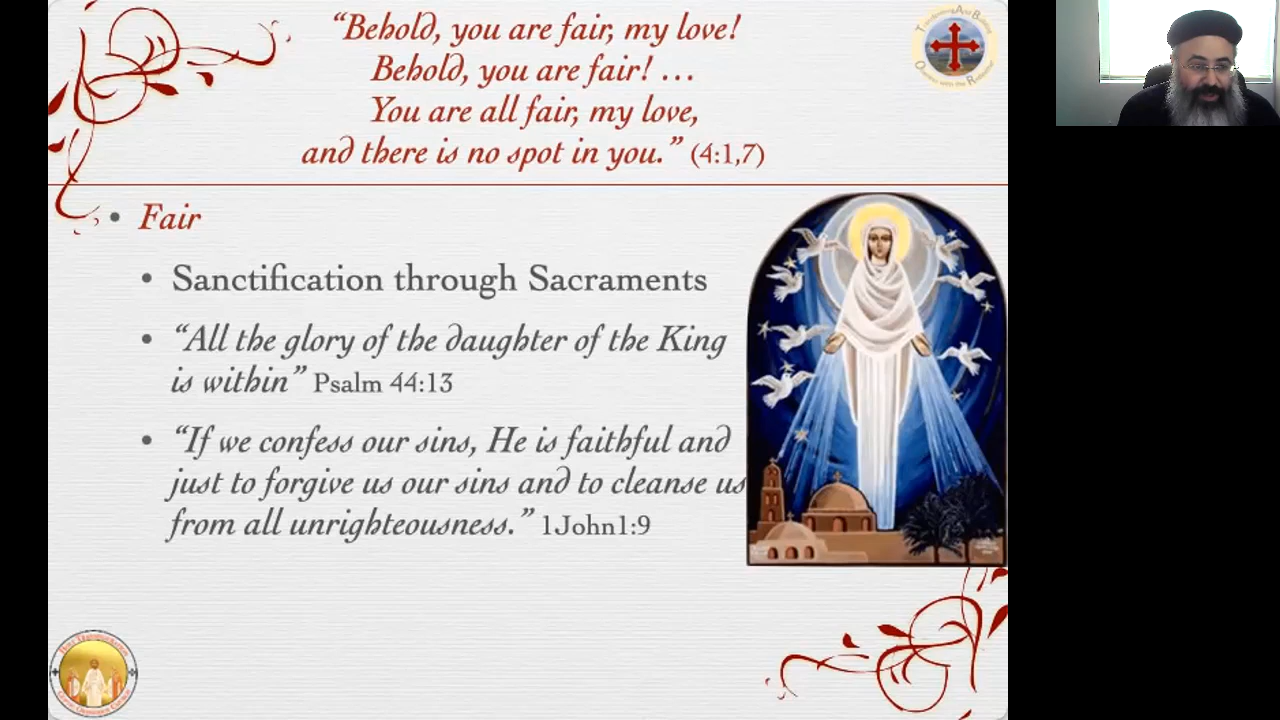 “Behold, you are fair, my love!
Behold, you are fair! ...
You are all fair, my love,
and there is no spot in you.” (4:1,7)
• Fair
• Sanctification through Sacraments
• “All the glory of the daughter of the King
is within” Psalm 44:13
• “If we confess our sins, He is faithful and
just to forgive us our sins and to cleanse us
from all unrighteousness.” 1John1:9